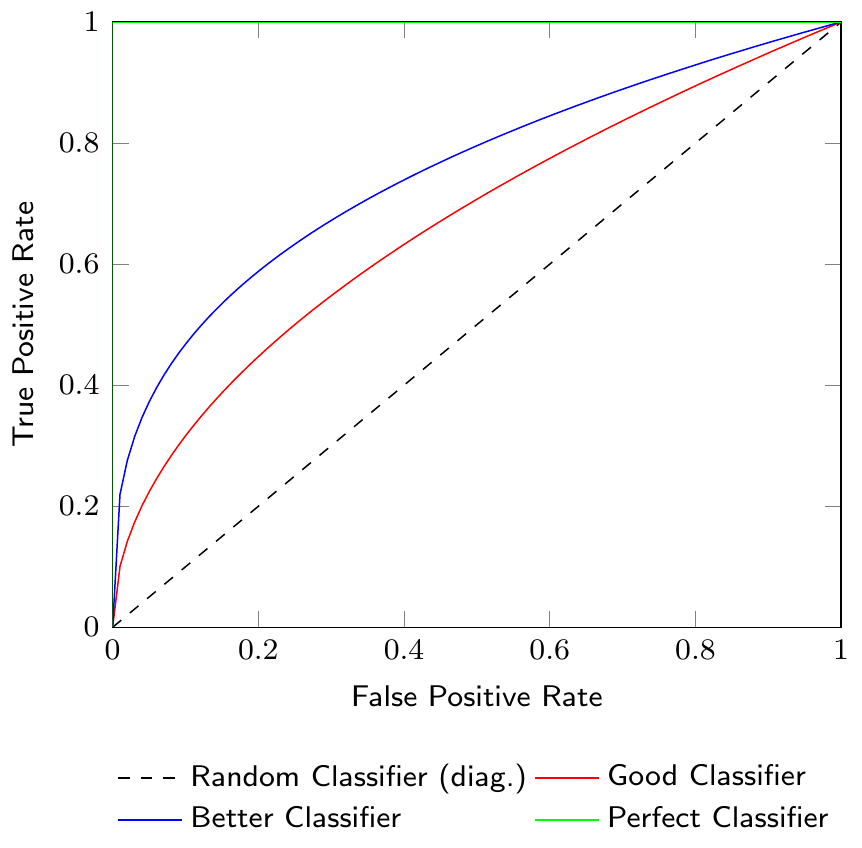 1
0.8
0.6
0.4
0.2
0
0 0.2 0.4 0.6 0.8 1
True Positive Rate
False Positive Rate
Random Classifier (diag.) Good Classifier
Better Classifier Perfect Classifier